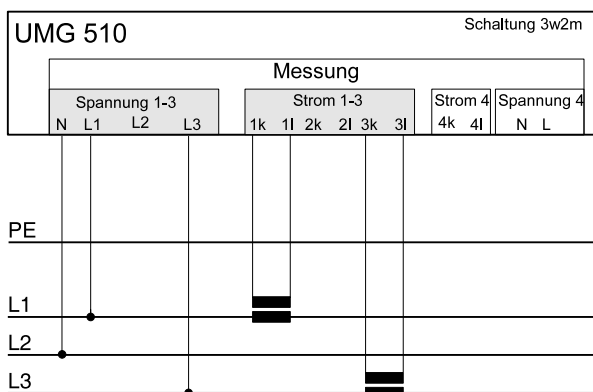 UMG 510
Schaltung 3w2m
Messung
Spannung 1-3
Strom 1-3
Strom 4
Spannung 4
N L1 L2 L3
1k 1l 2k 2l 3k 3l
4k 4l
N L
PE
L1
L2
L3